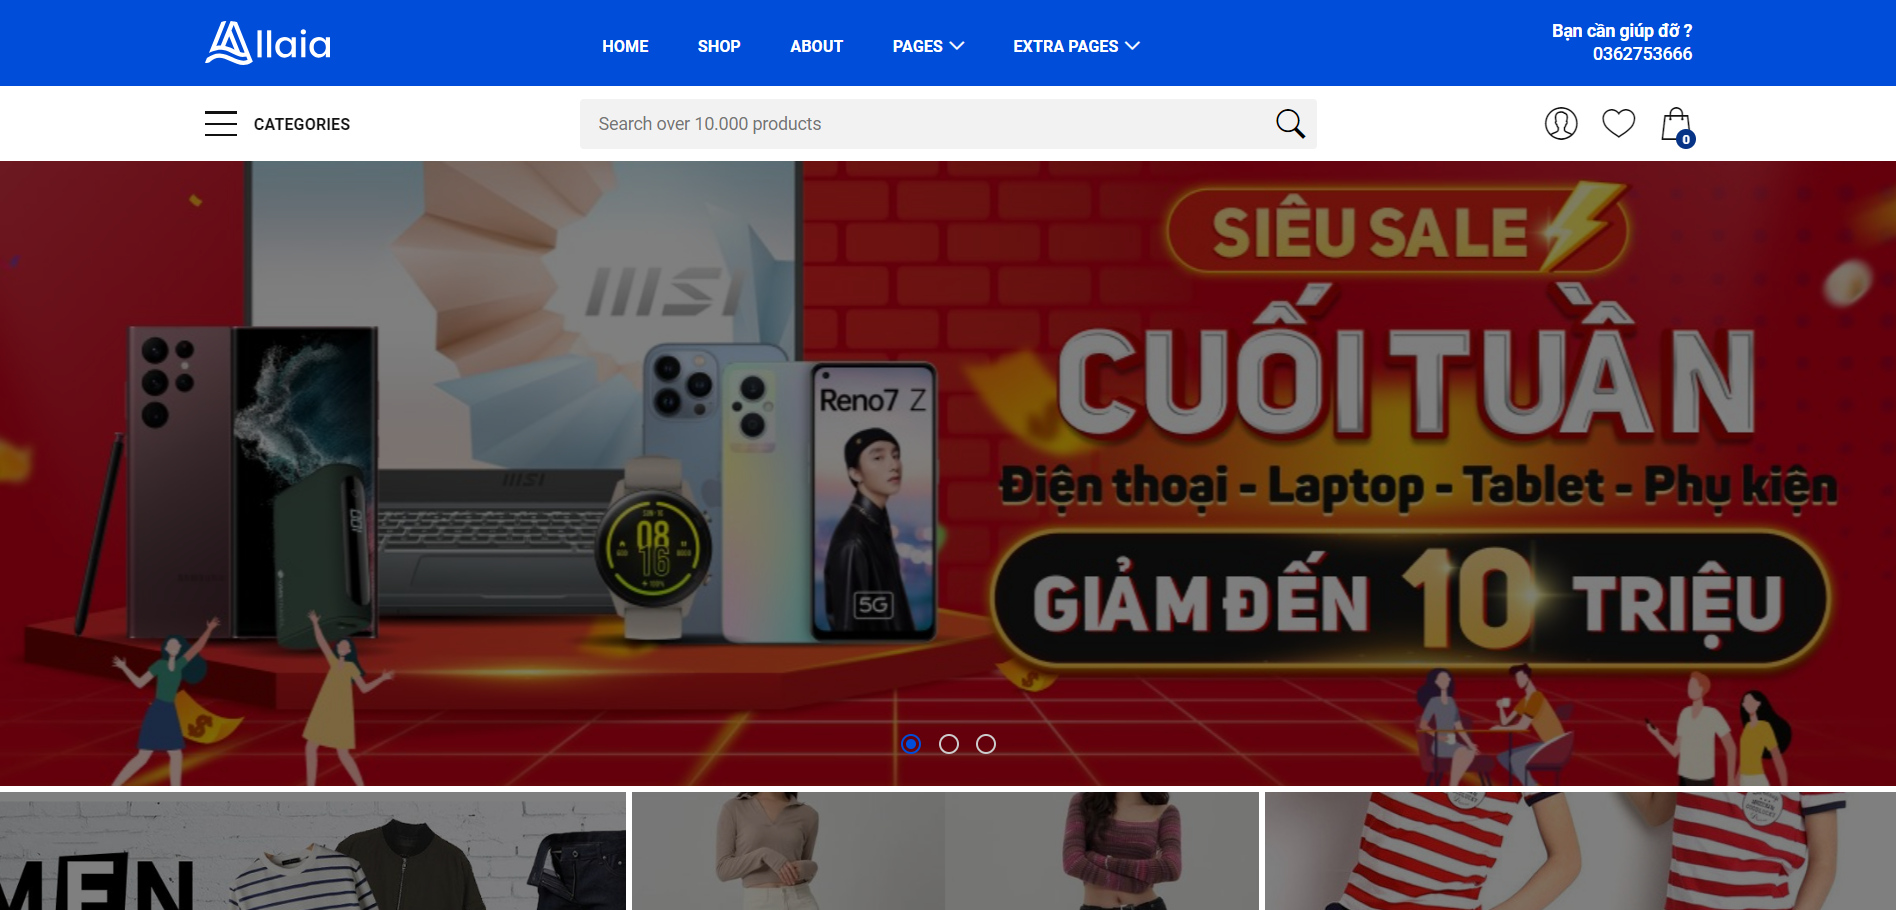 Allaia
HOME
SHOP
ABOUT
PAGES
EXTRA PAGES
Bạn cần giúp đỡ ?
0362753666
CATEGORIES
Search over 10.000 products
0
SIÊU SALE
msi
CUỐI TUẦN
Reno7 Z
Điện thoại - Laptop - Tablet - Phụ kiện
msi
08
16
5G
GIẢM ĐẾN 10 TRIỆU
MEN